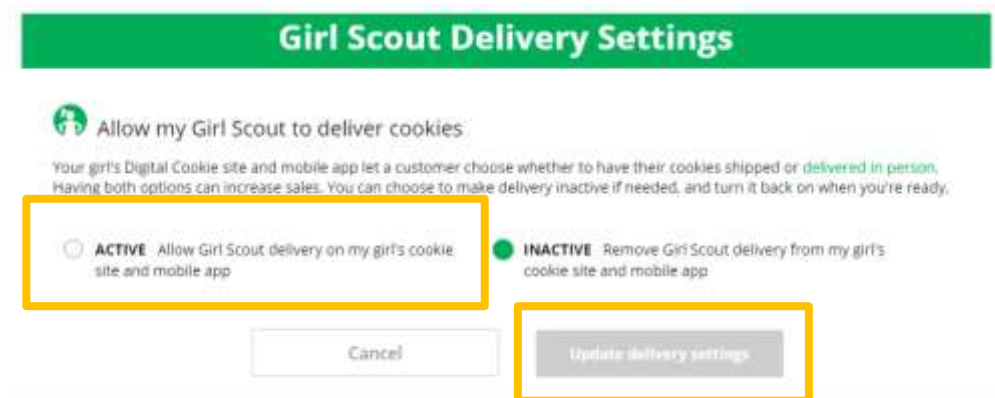 Girl Scout Delivery Settings
Allow my Girl Scout to deliver cookies
Your girl's Digital Cookie site and mobile app let a customer choose whether to have their cookies shipped or delivered in person.
Having both options can increase sales. You can choose to make delivery inactive if needed, and turn it back on when you're ready.
ACTIVE Allow Girl Scout delivery on my girl's cookie
site and mobile app
INACTIVE Remove Girl Scout delivery from my girl's
cookie site and mobile app
Cancel
Update delivery settings